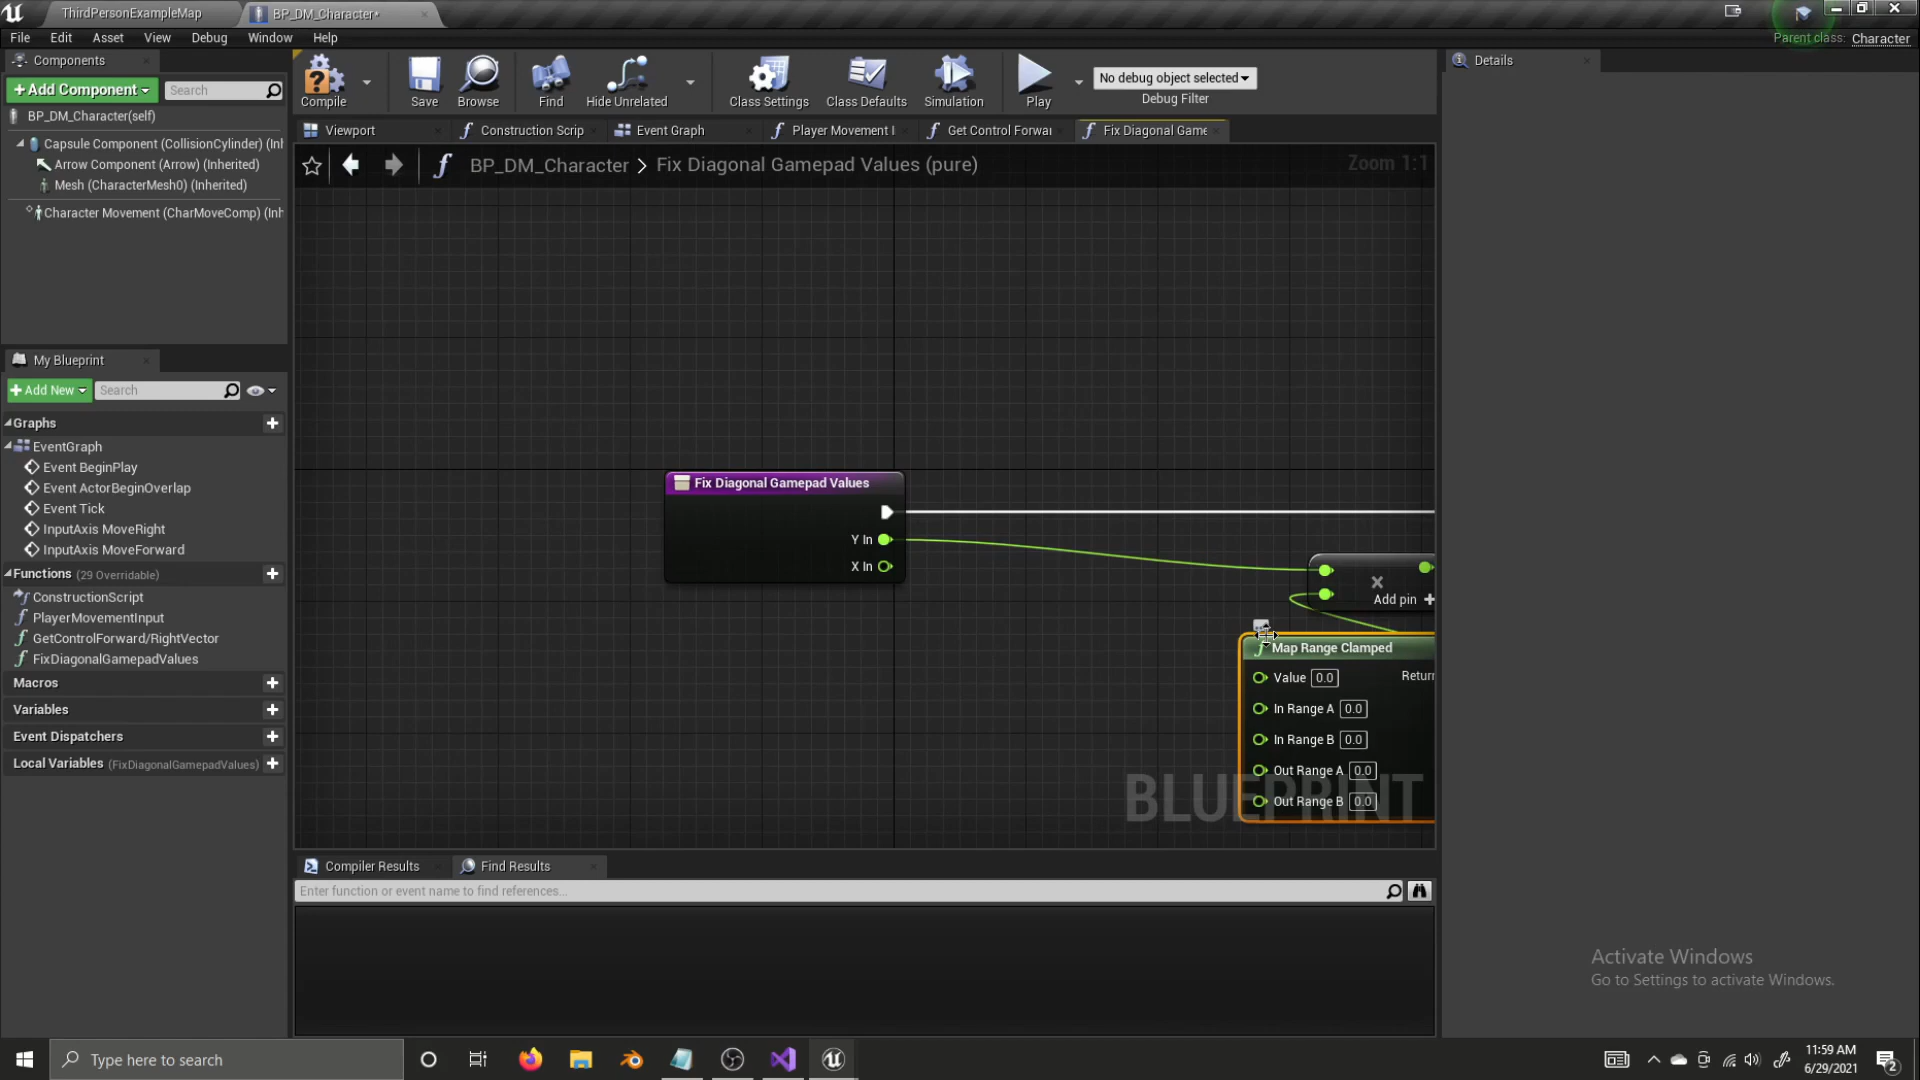 ThirdPersonExampleMap
BP_DM_Character*
File Edit Asset View Debug Window Help
Parent class: Character
Components
+Add Component
Search
BP_DM_Character(self)
Capsule Component (CollisionCylinder) (Inh
Arrow Component (Arrow) (Inherited)
Mesh (CharacterMesh0) (Inherited)
Character Movement (CharMoveComp) (Inh
Compile
Save
Browse
Find
Hide Unrelated
Class Settings
Class Defaults
Simulation
Play
No debug object selected
Debug Filter
Details
Viewport
Construction Scrip
Event Graph
Player Movement I
Get Control Forwar
Fix Diagonal Game
BP_DM_Character > Fix Diagonal Gamepad Values (pure)
Zoom 1:1
My Blueprint
+Add New
Search
Graphs
EventGraph
Event BeginPlay
Event ActorBeginOverlap
Event Tick
InputAxis MoveRight
InputAxis MoveForward
Functions (29 Overridable)
ConstructionScript
PlayerMovementInput
GetControlForward/RightVector
FixDiagonalGamepadValues
Macros
Variables
Event Dispatchers
Local Variables (FixDiagonalGamepadValues)
Fix Diagonal Gamepad Values
Y In
X In
Add pin +
Map Range Clamped
Value 0.0
Return
In Range A 0.0
In Range B 0.0
Out Range A 0.0
Out Range B 0.0
BLUEPRINT
Compiler Results
Find Results
Enter function or event name to find references...
Activate Windows
Go to Settings to activate Windows.
Type here to search
11:59 AM
6/29/2021
2